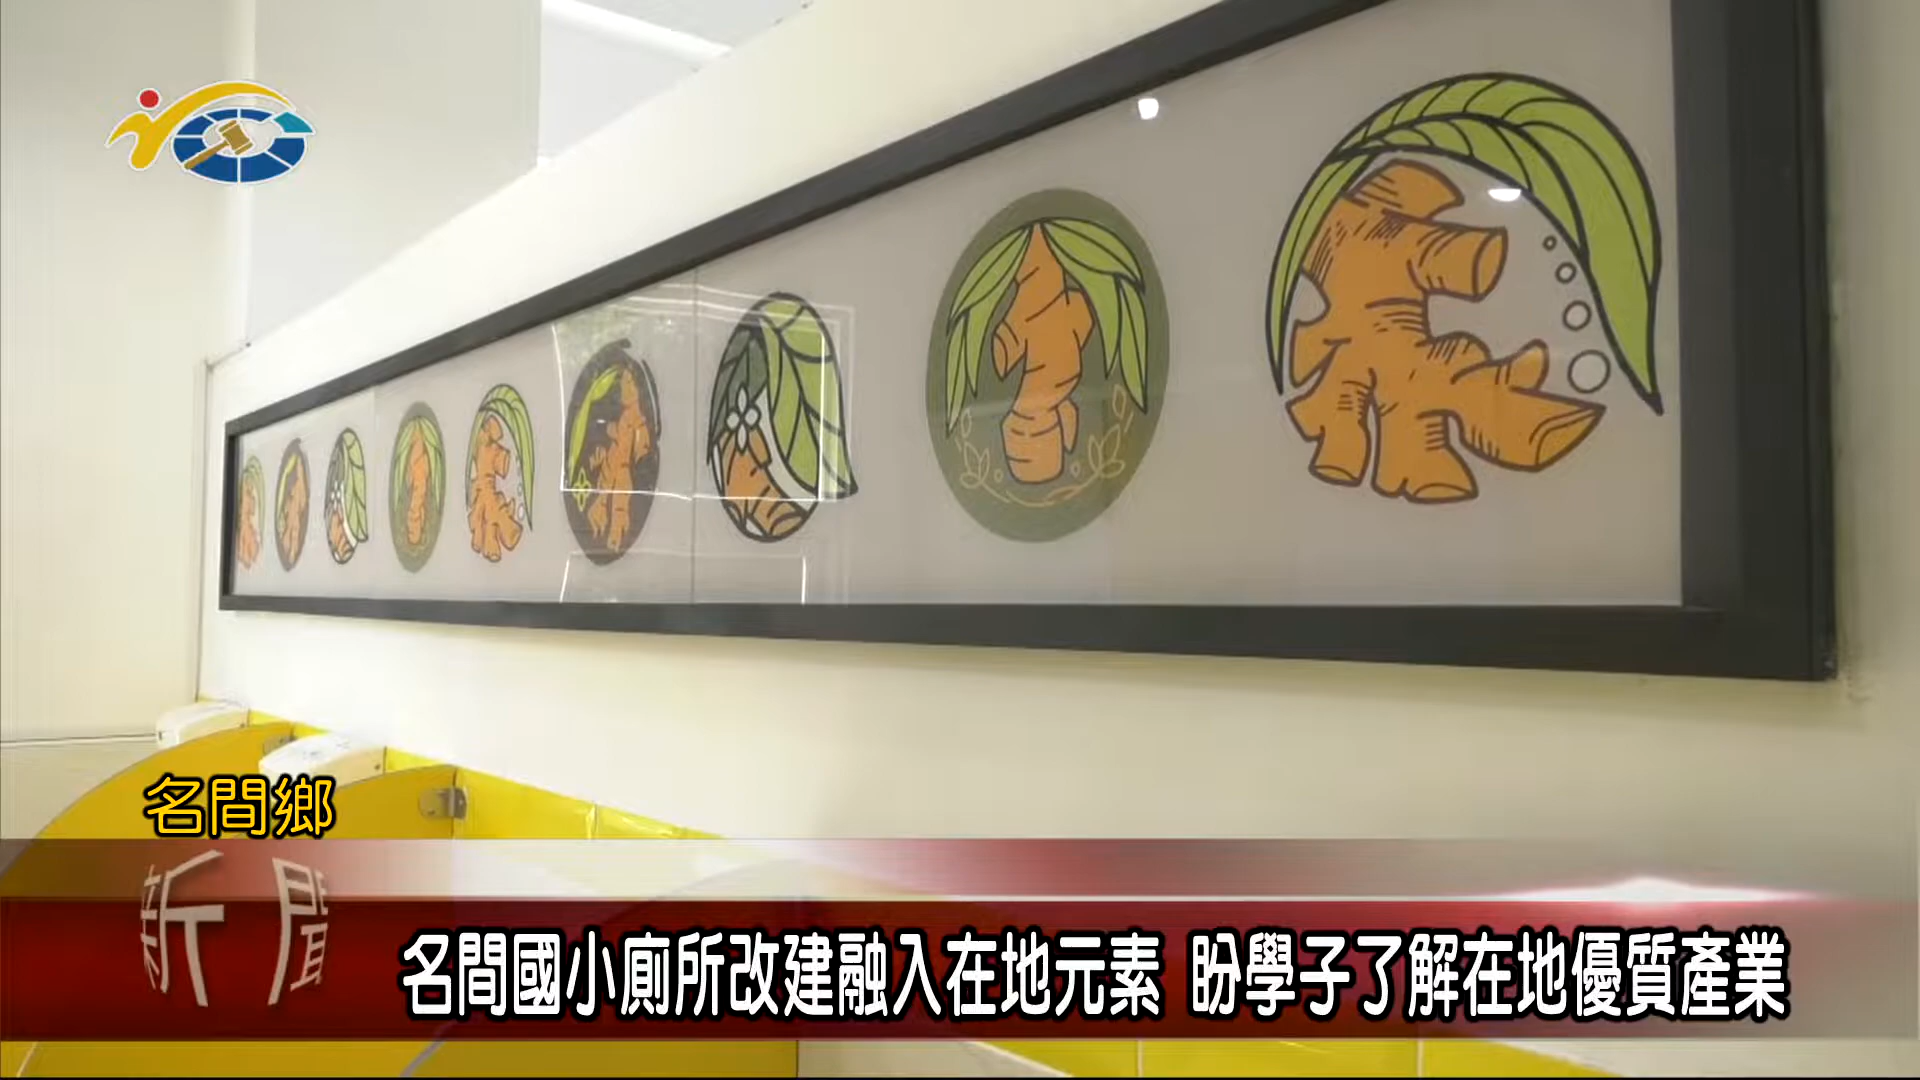 名間鄉
新聞
名間國小廁所改建融入在地元素 盼學子了解在地優質產業